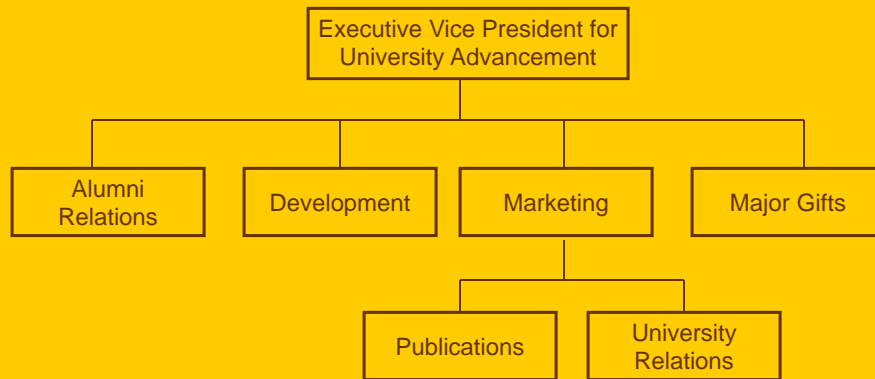 Executive Vice President for
University Advancement
Alumni
Relations
Development
Marketing
Major Gifts
Publications
University
Relations